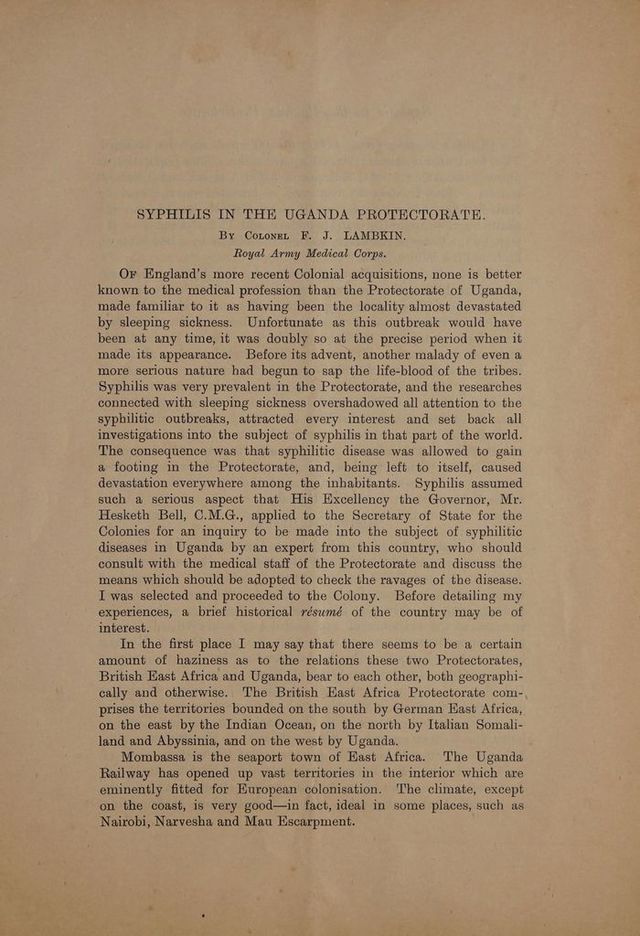 SYPHILIS IN THE UGANDA PROTECTORATE.
By Colonel F. J. LAMBKIN.
Royal Army Medical Corps.
Of England's more recent Colonial acquisitions, none is better
known to the medical profession than the Protectorate of Uganda,
made familiar to it as having been the locality almost devastated
by sleeping sickness. Unfortunate as this outbreak would have
been at any time, it was doubly so at the precise period when it
made its appearance. Before its advent, another malady of even a
more serious nature had begun to sap the life-blood of the tribes.
Syphilis was very prevalent in the Protectorate, and the researches
connected with sleeping sickness overshadowed all attention to the
syphilitic outbreaks, attracted every interest and set back all
investigations into the subject of syphilis in that part of the world.
The consequence was that syphilitic disease was allowed to gain
a footing in the Protectorate, and, being left to itself, caused
devastation everywhere among the inhabitants. Syphilis assumed
such a serious aspect that His Excellency the Governor, Mr.
Hesketh Bell, C.M.G., applied to the Secretary of State for the
Colonies for an inquiry to be made into the subject of syphilitic
diseases in Uganda by an expert from this country, who should
consult with the medical staff of the Protectorate and discuss the
means which should be adopted to check the ravages of the disease.
I was selected and proceeded to the Colony. Before detailing my
experiences, a brief historical résumé of the country may be of
interest.
In the first place I may say that there seems to be a certain
amount of haziness as to the relations these two Protectorates,
British East Africa and Uganda, bear to each other, both geographi-
cally and otherwise. The British East Africa Protectorate com-
prises the territories bounded on the south by German East Africa,
on the east by the Indian Ocean, on the north by Italian Somali-
land and Abyssinia, and on the west by Uganda.
Mombassa is the seaport town of East Africa. The Uganda
Railway has opened up vast territories in the interior which are
eminently fitted for European colonisation. The climate, except
on the coast, is very good—in fact, ideal in some places, such as
Nairobi, Narvesha and Mau Escarpment.